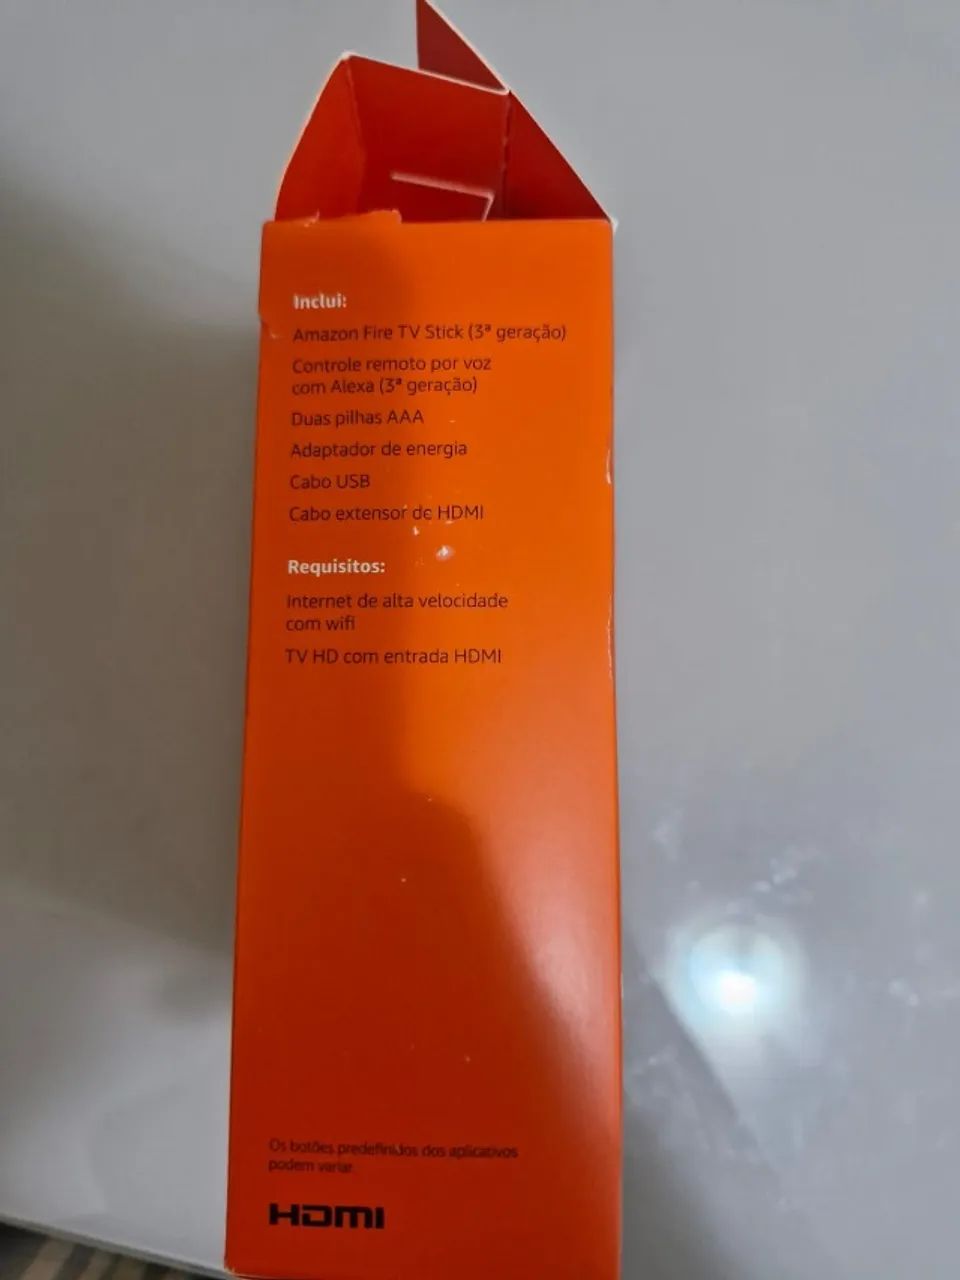 Inclui:
Amazon Fire TV Stick (3ª geração)
Controle remoto por voz
com Alexa (3ª geração)
Duas pilhas AAA
Adaptador de energia
Cabo USB
Cabo extensor de HDMI
Requisitos:
Internet de alta velocidade
com wifi
TV HD com entrada HDMI
Os botões predefinidos dos aplicativos
podem variar.
HDMI